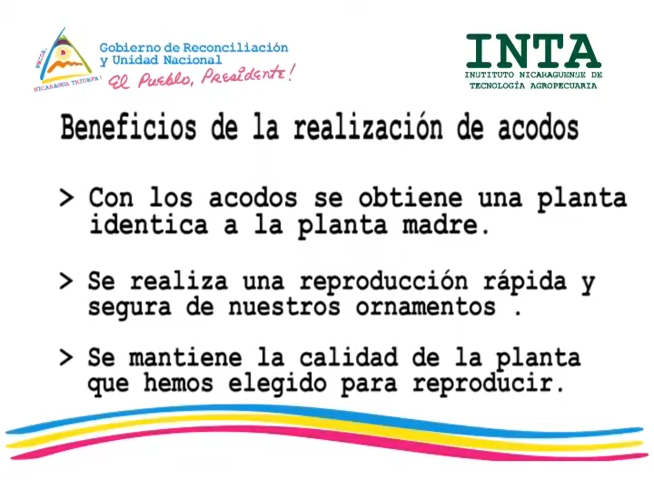 Gobierno de Reconciliación
y Unidad Nacional
El Pueblo, Presidente!
NICARAGUA TRIUNFA!
INTA
INSTITUTO NICARAGUENSE DE
TECNOLOGÍA AGROPECUARIA
Beneficios de la realización de acodos
> Con los acodos se obtiene una planta
identica a la planta madre.
> Se realiza una reproducción rápida y
segura de nuestros ornamentos .
> Se mantiene la calidad de la planta
que hemos elegido para reproducir.